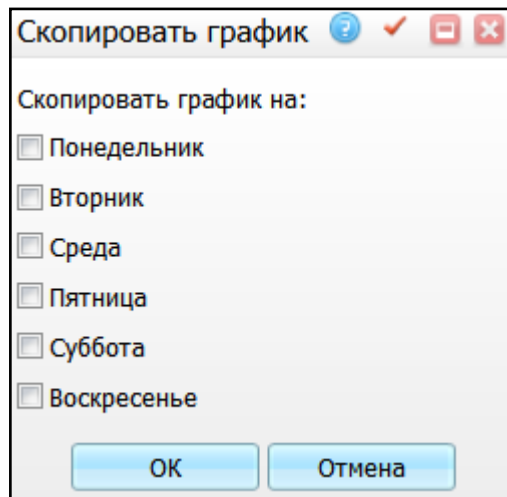 Скопировать график
Скопировать график на:
Понедельник
Вторник
Среда
Пятница
Суббота
Воскресенье
ОК Отмена